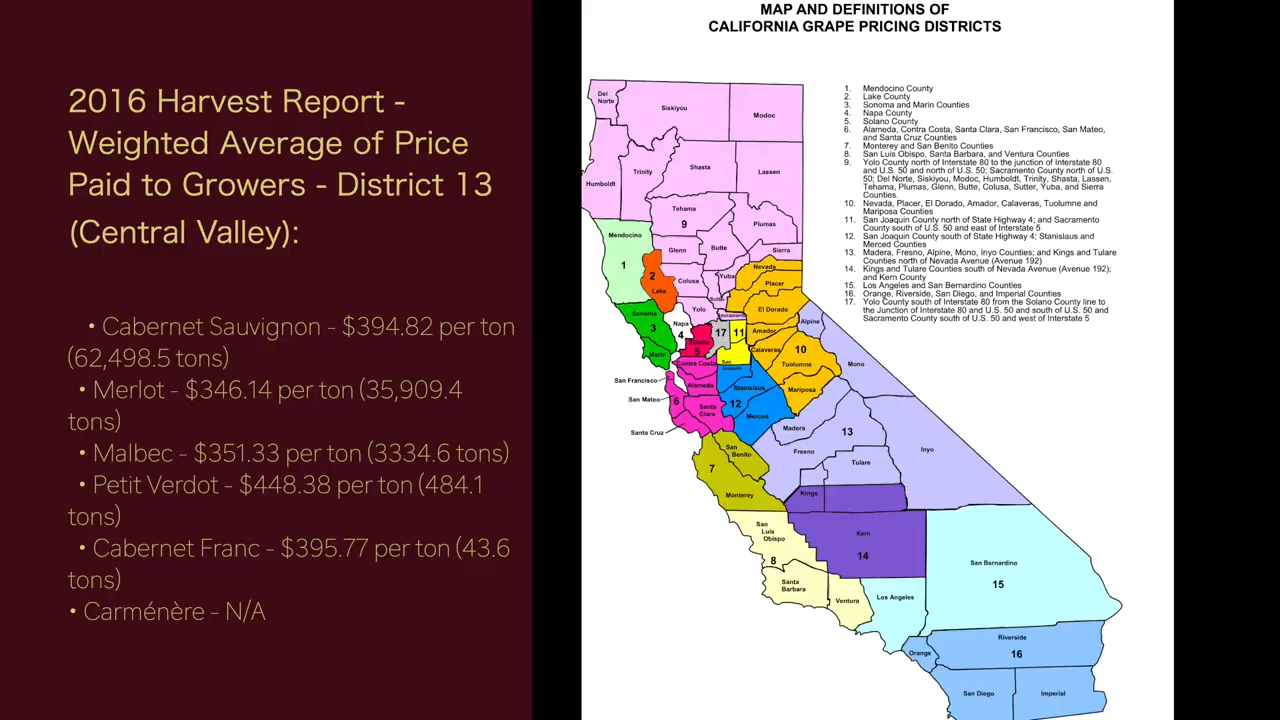 2016 Harvest Report -
Weighted Average of Price
Paid to Growers - District 13
(Central Valley):
• Cabernet Sauvignon - $394.82 per ton
(62,498.5 tons)
• Merlot - $346.14 per ton (35,909.4
tons)
• Malbec - $351.33 per ton (3334.6 tons)
• Petit Verdot - $448.38 per ton (484.1
tons)
• Cabernet Franc - $395.77 per ton (43.6
tons)
• Carménère - N/A
MAP AND DEFINITIONS OF
CALIFORNIA GRAPE PRICING DISTRICTS
1. Mendocino County
2. Lake County
3. Sonoma and Marin Counties
4. Napa County
5. Solano County
6. Alameda, Contra Costa, Santa Clara, San Francisco, San Mateo,
and Santa Cruz Counties
7. Monterey and San Benito Counties
8. San Luis Obispo, Santa Barbara, and Ventura Counties
9. Yolo County north of Interstate 80 to the junction of Interstate 80
and U.S. 50 and north of U.S. 50; Sacramento County north of U.S.
50; Del Norte, Siskiyou, Modoc, Humboldt, Trinity, Shasta, Lassen,
Tehama, Plumas, Glenn, Butte, Colusa, Sutter, Yuba, and Sierra
Counties
10. Nevada, Placer, El Dorado, Amador, Calaveras, Tuolumne and
Mariposa Counties
11. San Joaquin County north of State Highway 4; and Sacramento
County south of U.S. 50 and east of Interstate 5
12. San Joaquin County south of State Highway 4; Stanislaus and
Merced Counties
13. Madera, Fresno, Alpine, Mono, Inyo Counties; and Kings and Tulare
Counties north of Nevada Avenue (Avenue 192)
14. Kings and Tulare Counties south of Nevada Avenue (Avenue 192);
and Kern County
15. Los Angeles and San Bernardino Counties
16. Orange, Riverside, San Diego, and Imperial Counties
17. Yolo County south of Interstate 80 from the Solano County line to
the Junction of Interstate 80 and U.S. 50 and south of U.S. 50 and
Sacramento County south of U.S. 50 and west of Interstate 5
Del
Norte
Siskiyou
Modoc
Trinity
Shasta
Lassen
Humboldt
Tehama
9
Plumas
Mendocino
Glenn
Butte
Sierra
1
2
Lake
Colusa
Yuba
Nevada
Placer
Sutter
Sonoma
3
Napa
4
Yolo
Sacramento
El Dorado
Alpine
17
11
Amador
Solano
5
Marin
Calaveras
10
Contra Costa
San
Joaquin
Tuolumne
Mono
San Francisco
Alameda
Stanislaus
Mariposa
San Mateo
6
Santa
Clara
12
Merced
Santa Cruz
Madera
13
San
Benito
Fresno
Inyo
7
Tulare
Monterey
Kings
San
Luis
Obispo
Kern
14
8
San Bernardino
15
Santa
Barbara
Ventura
Los Angeles
Riverside
16
Orange
San Diego
Imperial